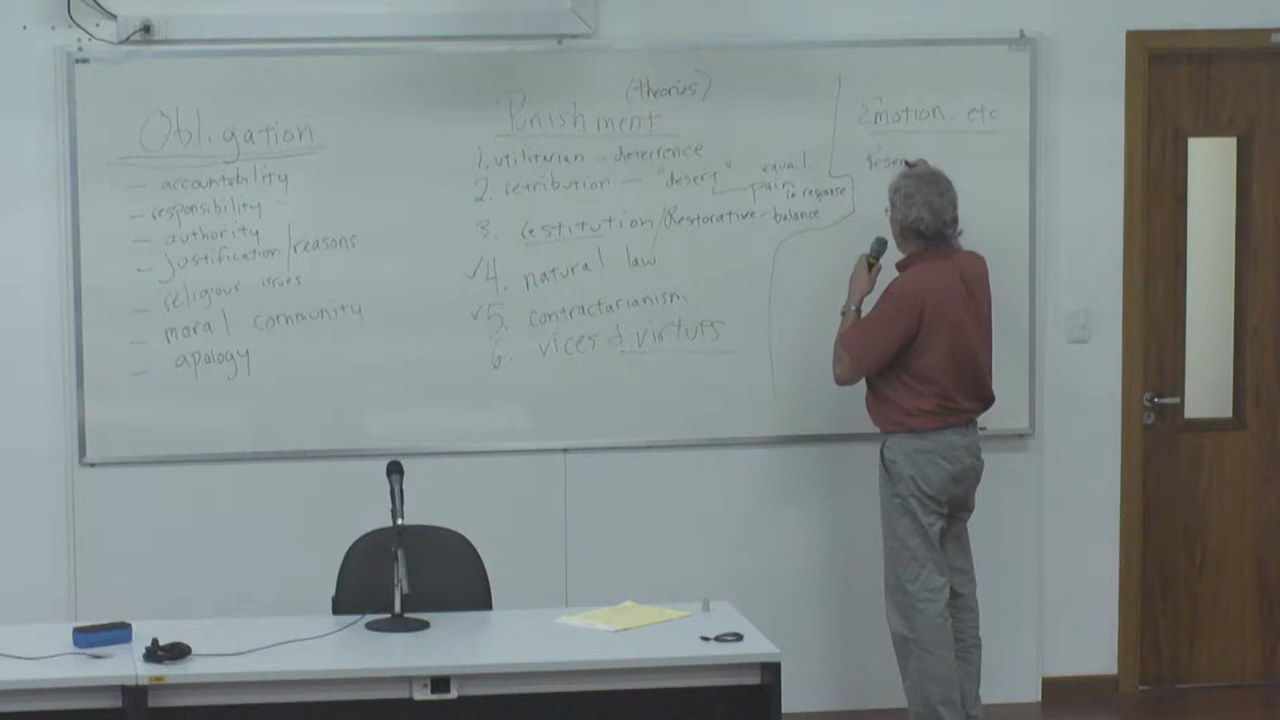 Obligation
– accountability
– responsibility –
– authority
– justification/reasons
– religious issues
– moral community
– apology
(theories)
Punishment
1. utilitarian – deterrence
2. retribution – "desert" equal pain in response
3. restitution/Restorative – balance
✓4. natural law
✓5. contractarianism
6. vices & virtues
Emotion etc